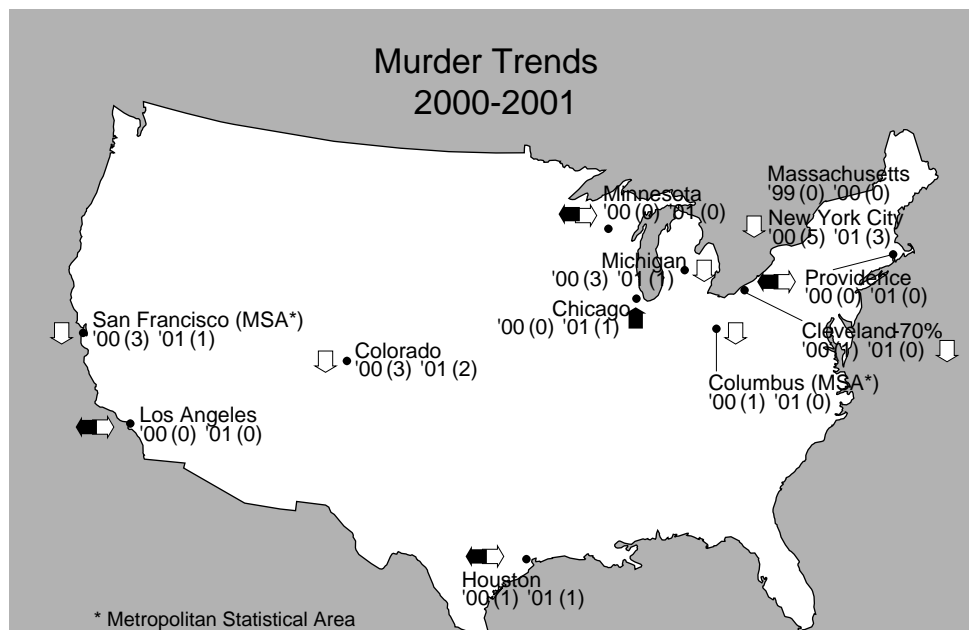 Murder Trends
2000-2001
Massachusetts
'99 (0) '00 (0)
Minnesota
'00 (0) '01 (0)
New York City
'00 (5) '01 (3)
Michigan
'00 (3) '01 (1)
Providence
'00 (0) '01 (0)
Chicago
'00 (0) '01 (1)
San Francisco (MSA*)
'00 (3) '01 (1)
Cleveland -70%
'00 (1) '01 (0)
Colorado
'00 (3) '01 (2)
Columbus (MSA*)
'00 (1) '01 (0)
Los Angeles
'00 (0) '01 (0)
Houston
'00 (1) '01 (1)
* Metropolitan Statistical Area